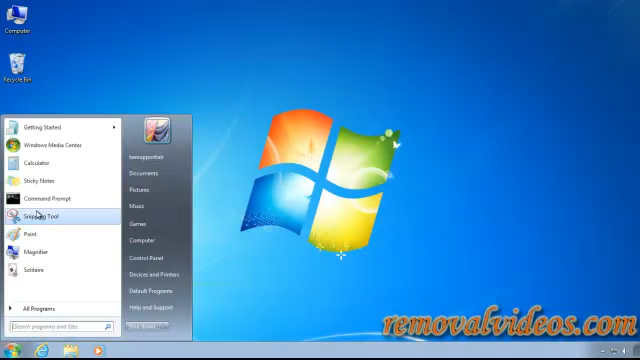 Computer
Recycle Bin
Getting Started
Windows Media Center
Calculator
Sticky Notes
Command Prompt
Snipping Tool
Paint
Magnifier
Solitaire
All Programs
Search programs and files
teesupportlab
Documents
Pictures
Music
Games
Computer
Control Panel
Devices and Printers
Default Programs
Help and Support
Shut down
removalvideos.com